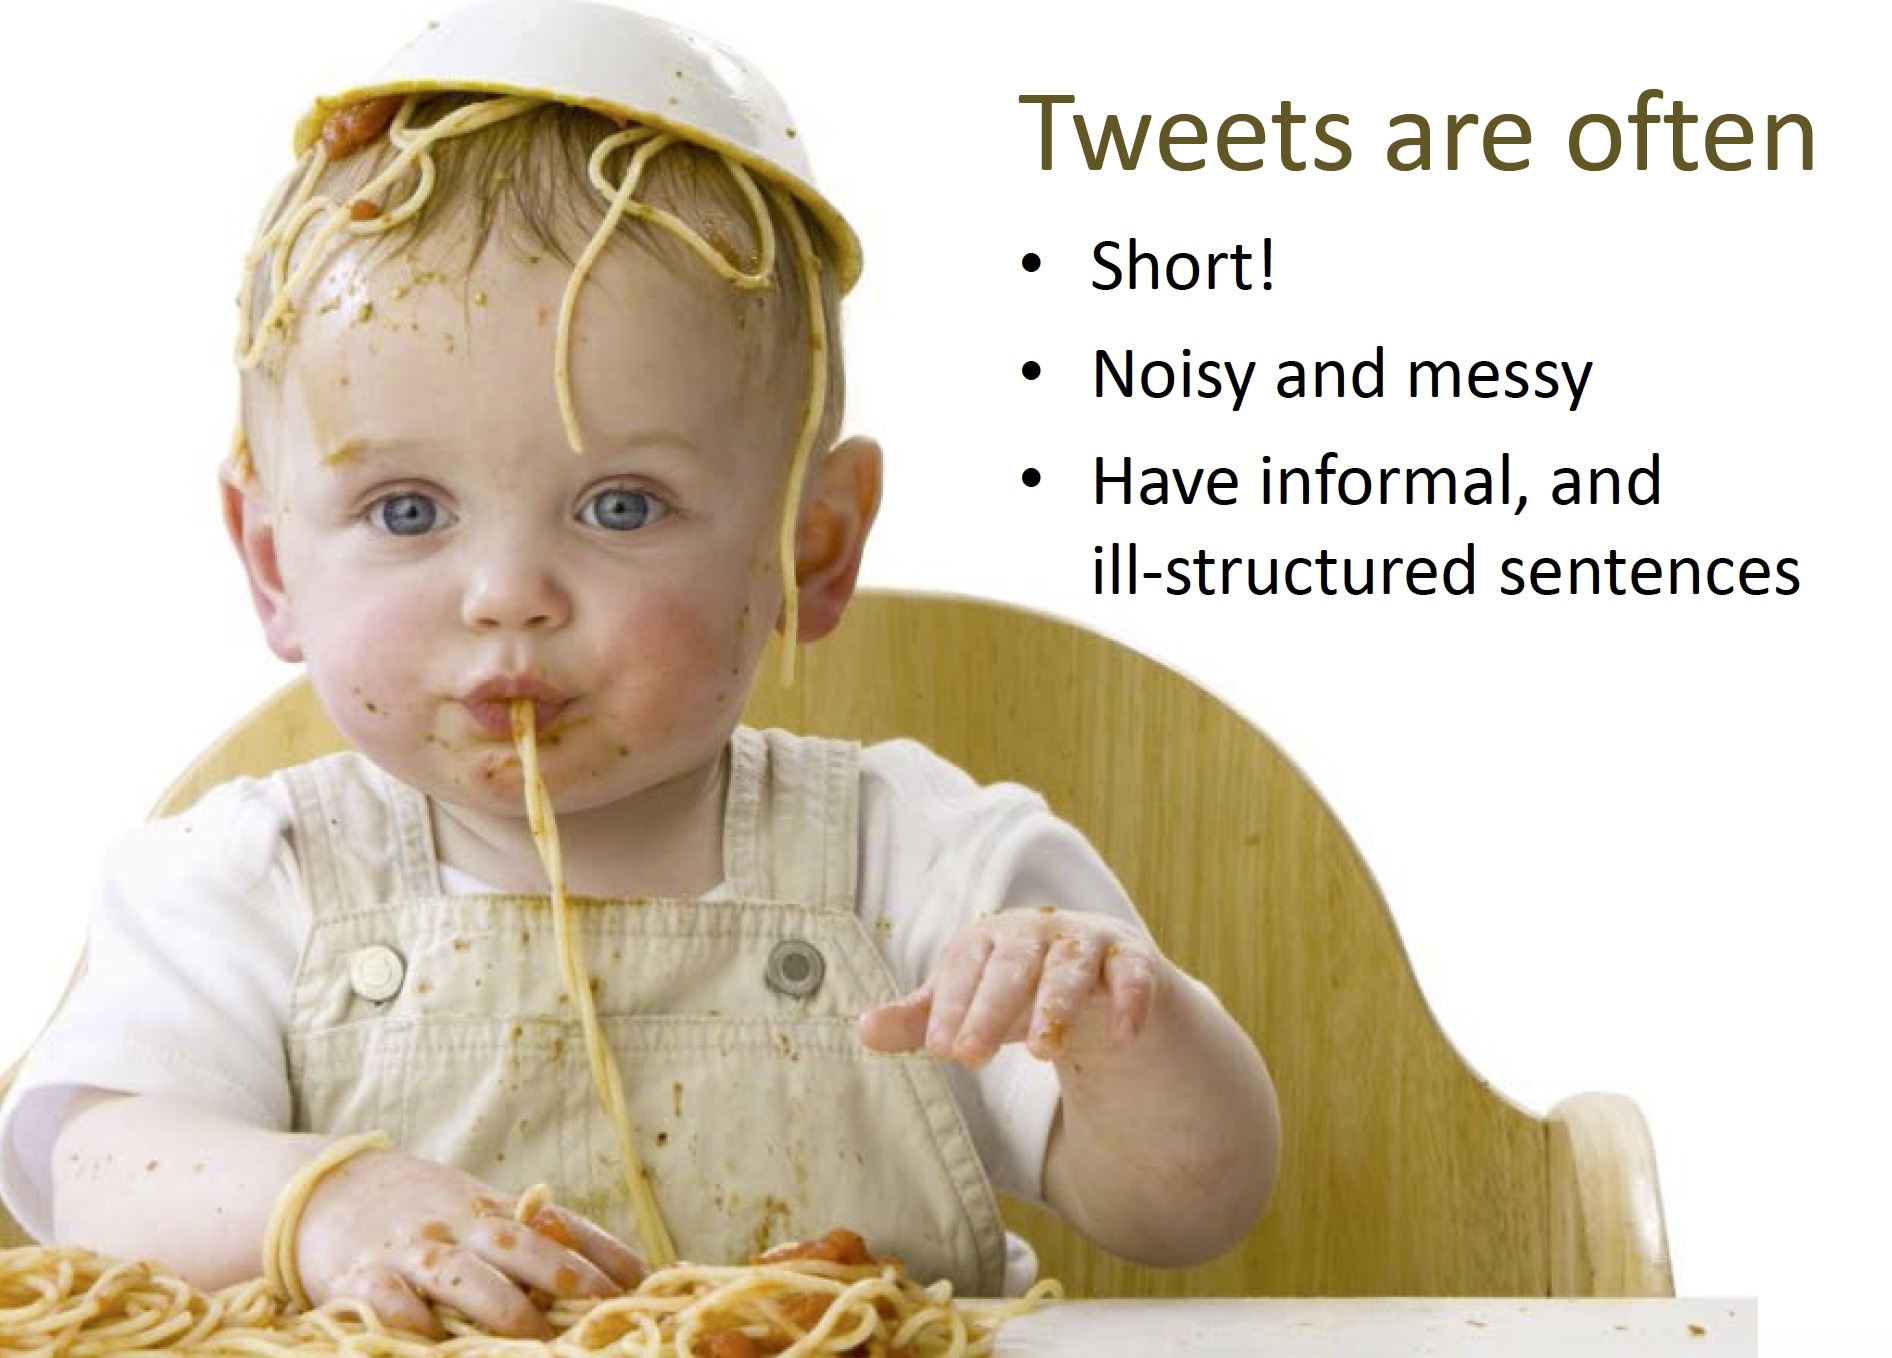 Tweets are often
• Short!
• Noisy and messy
• Have informal, and
ill-structured sentences